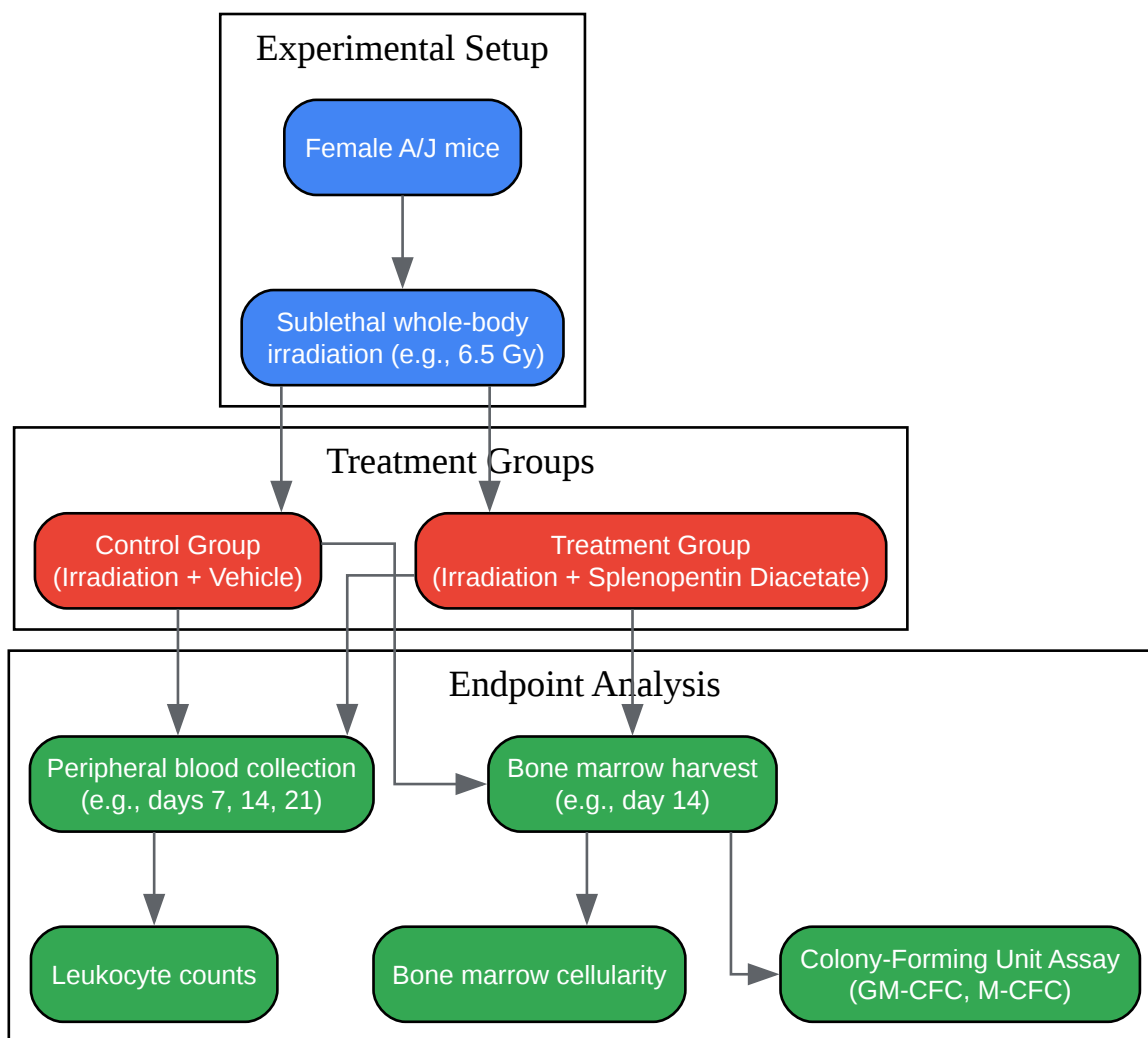 Experimental Setup
Female A/J mice
Sublethal whole-body
irradiation (e.g., 6.5 Gy)
Treatment Groups
Control Group
(Irradiation + Vehicle)
Treatment Group
(Irradiation + Splenopentin Diacetate)
Endpoint Analysis
Peripheral blood collection
(e.g., days 7, 14, 21)
Bone marrow harvest
(e.g., day 14)
Leukocyte counts
Bone marrow cellularity
Colony-Forming Unit Assay
(GM-CFC, M-CFC)